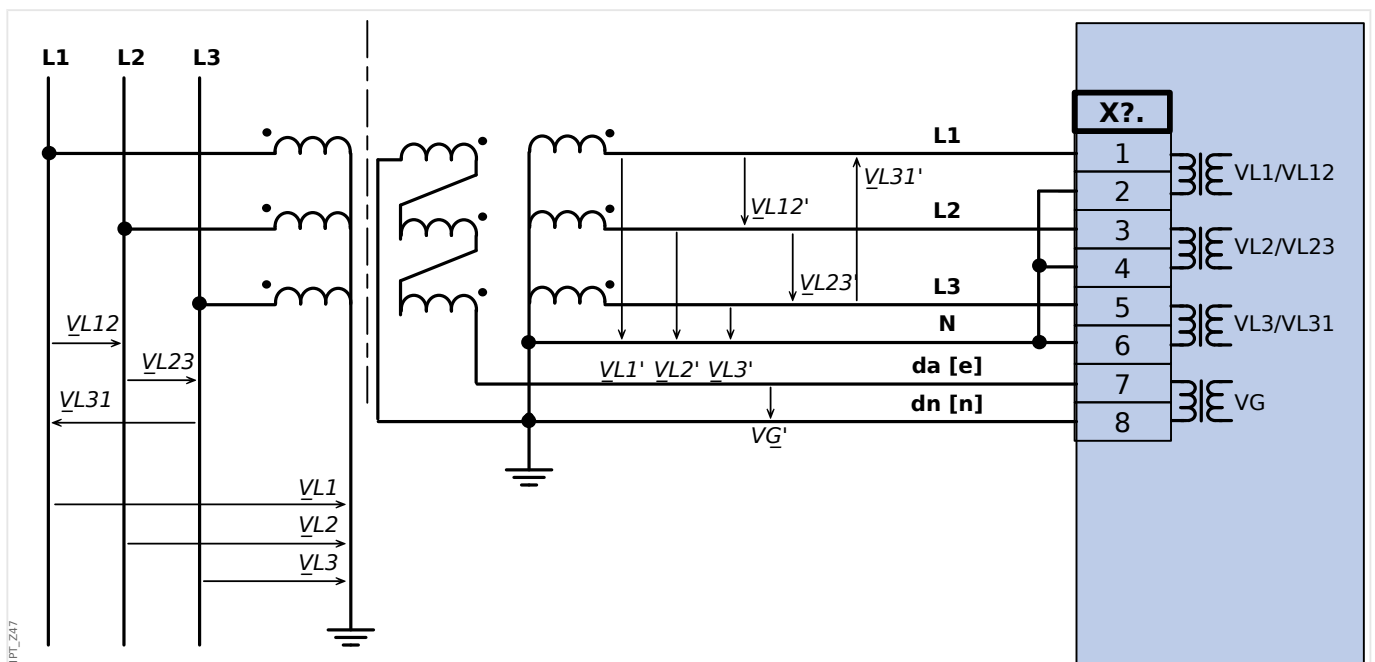 L1 L2 L3
X?.
L1
1
VL31'
VL1/VL12
2
VL12'
L2
3
VL2/VL23
4
VL23'
L3
5
VL12
N
VL3/VL31
6
VL23
VL1' VL2' VL3'
da [e]
7
VL31
dn [n]
VG
8
VG'
VL1
VL2
VL3
IPT_Z47